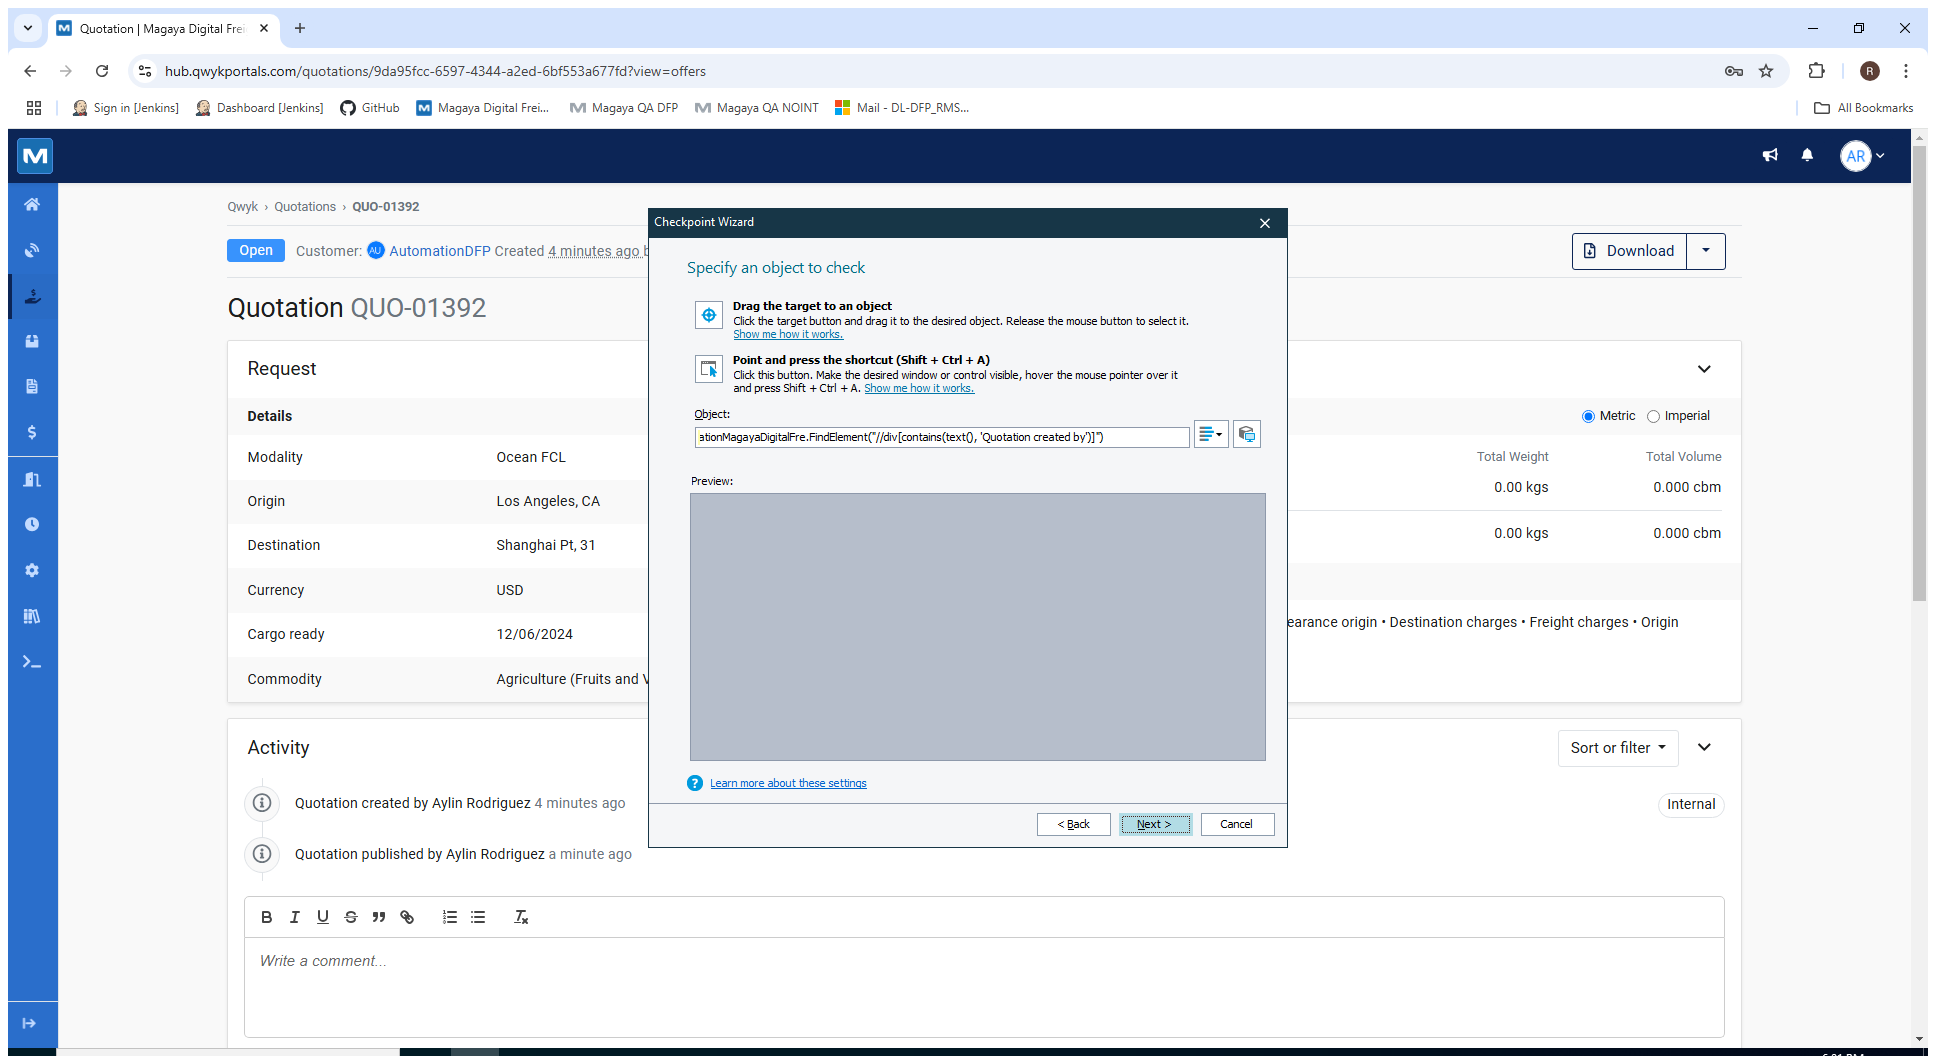 Quotation | Magaya Digital Frei
hub.qwykportals.com/quotations/9da95fcc-6597-4344-a2ed-6bf553a677fd?view=offers
R
Sign in [Jenkins]
Dashboard [Jenkins]
GitHub
Magaya Digital Frei...
Magaya QA DFP
Magaya QA NOINT
Mail - DL-DFP_RMS...
All Bookmarks
AR
Qwyk › Quotations › QUO-01392
Open
Customer: AU AutomationDFP Created 4 minutes ago b
Download
Quotation QUO-01392
Request
Details
Metric
Imperial
Modality
Ocean FCL
Total Weight
Total Volume
0.00 kgs
0.000 cbm
Origin
Los Angeles, CA
Destination
Shanghai Pt, 31
0.00 kgs
0.000 cbm
Currency
USD
Cargo ready
12/06/2024
earance origin • Destination charges • Freight charges • Origin
Commodity
Agriculture (Fruits and V
Checkpoint Wizard
Specify an object to check
Drag the target to an object
Click the target button and drag it to the desired object. Release the mouse button to select it.
Show me how it works.
Point and press the shortcut (Shift + Ctrl + A)
Click this button. Make the desired window or control visible, hover the mouse pointer over it
and press Shift + Ctrl + A. Show me how it works.
Object:
ationMagayaDigitalFre.FindElement("//div[contains(text(), 'Quotation created by')]")
Preview:
Learn more about these settings
< Back
Next >
Cancel
Activity
Sort or filter
Quotation created by Aylin Rodriguez 4 minutes ago
Internal
Quotation published by Aylin Rodriguez a minute ago
Write a comment...